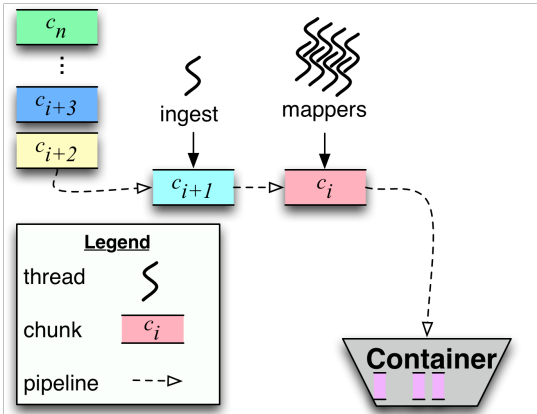 c_n
⋮
c_{i+3}
c_{i+2}
ingest
mappers
c_{i+1}
c_i
Legend
thread
chunk
c_i
pipeline
Container